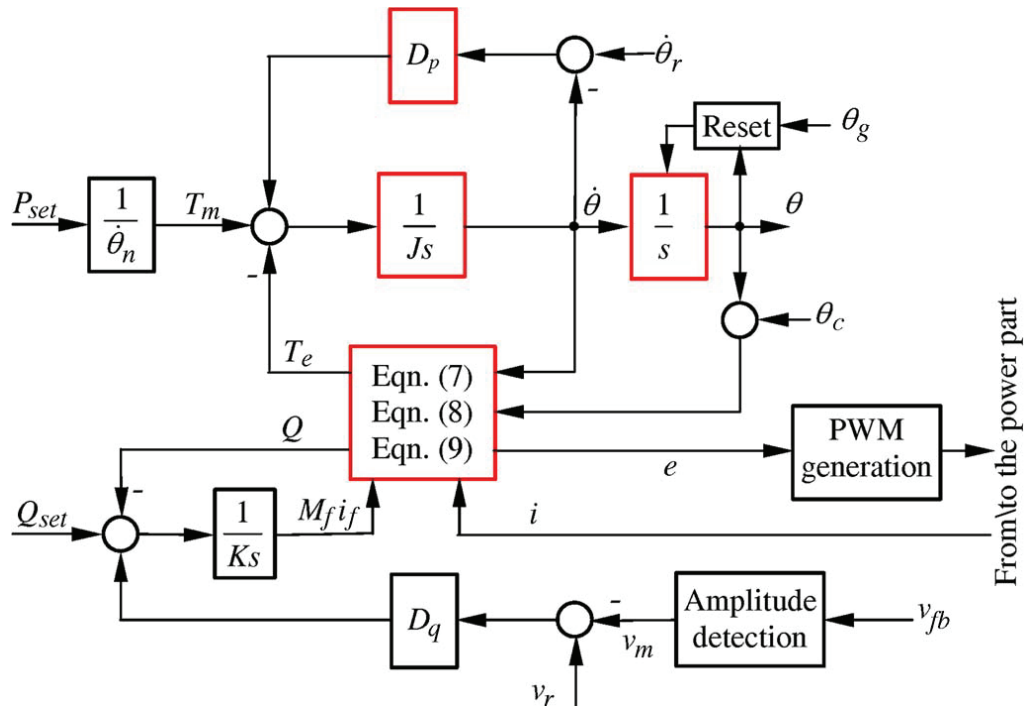 D_p
θ̇_r
-
Reset
θ_g
P_set
1
θ̇_n
T_m
-
1
Js
θ̇
1
s
θ
θ_c
T_e
Eqn. (7)
Eqn. (8)
Eqn. (9)
Q
e
PWM
generation
From\to the power part
-
Q_set
1
Ks
M_f i_f
i
D_q
-
v_m
Amplitude
detection
v_fb
v_r